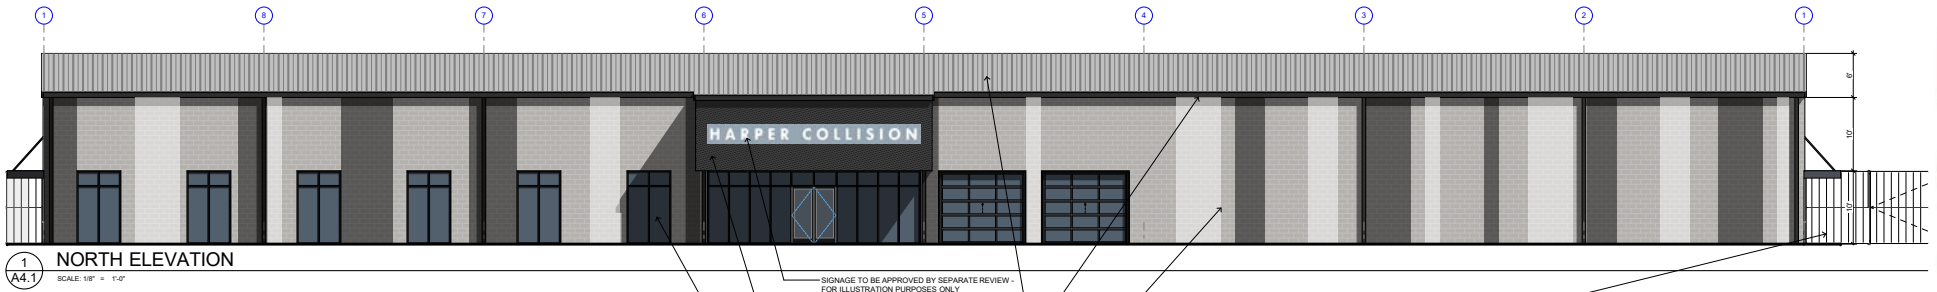 1 8 7 6 5 4 3 2 1
6'
HARPER COLLISION
10'
10'
1
A4.1
NORTH ELEVATION
SCALE: 1/8" = 1'-0"
SIGNAGE TO BE APPROVED BY SEPARATE REVIEW -
FOR ILLUSTRATION PURPOSES ONLY